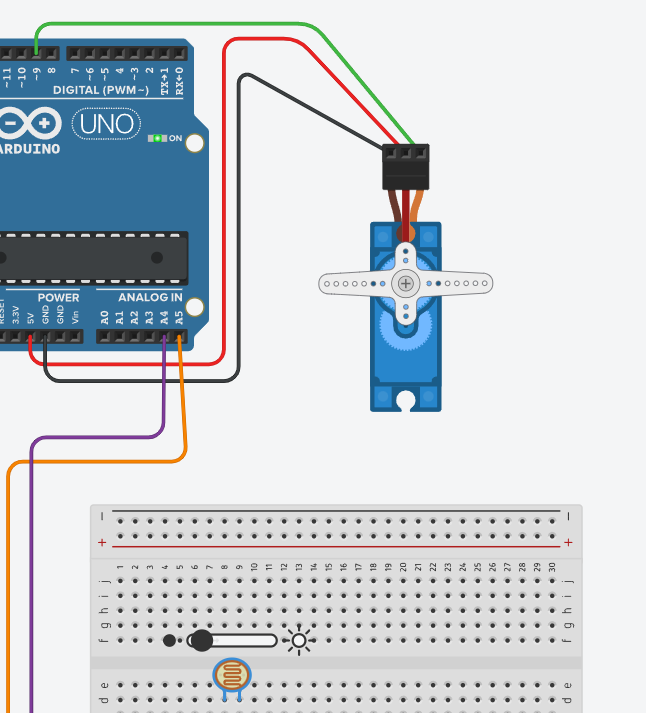 ~11 ~10 ~9 8 7 ~6 ~5 4 ~3 2 TX→1 RX←0
DIGITAL (PWM~)
UNO
ON
ARDUINO
POWER ANALOG IN
RESET 3.3V 5V GND GND Vin A0 A1 A2 A3 A4 A5
− −
+ +
1 2 3 4 5 6 7 8 9 10 11 12 13 14 15 16 17 18 19 20 21 22 23 24 25 26 27 28 29 30
j j
i i
h h
g g
f f
e e
d d